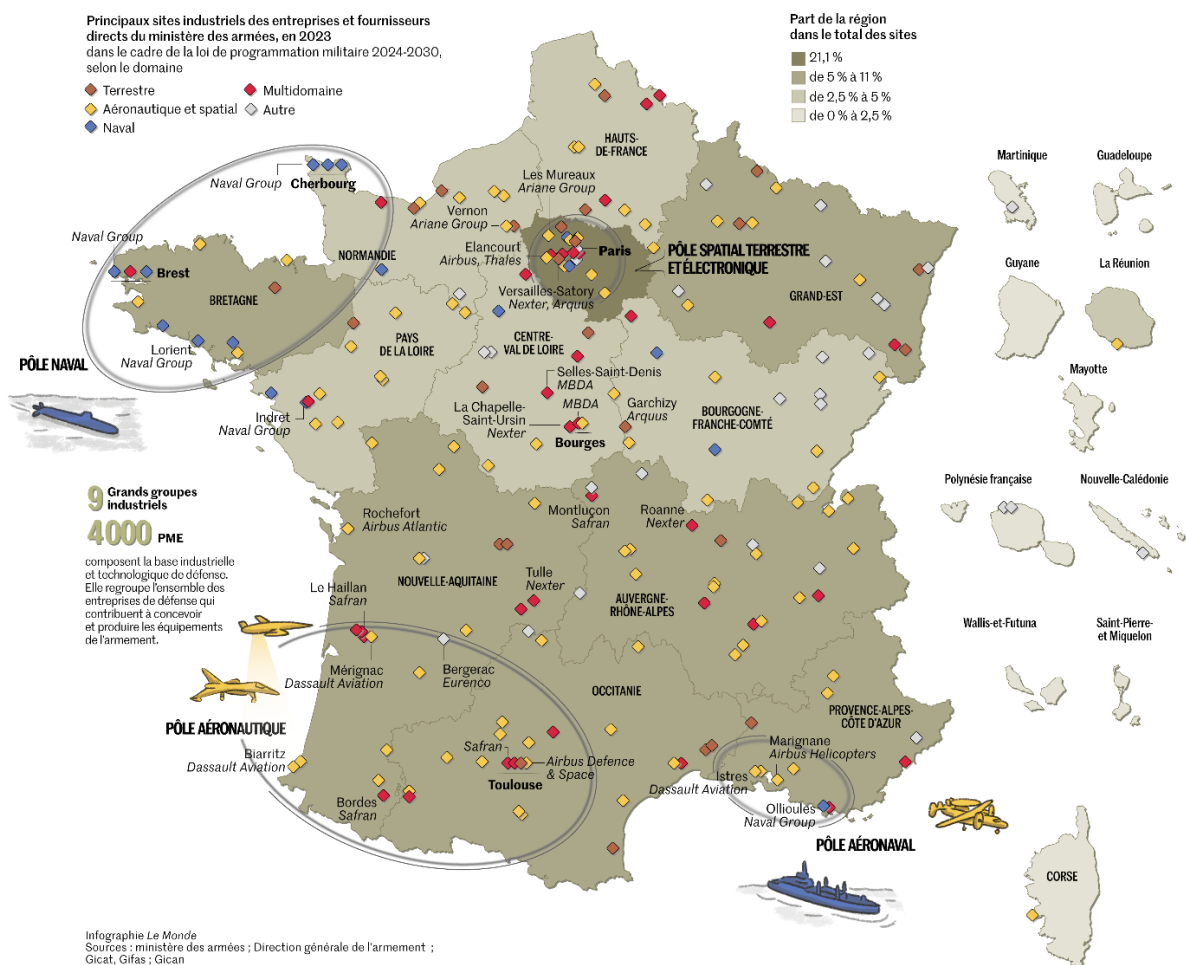 Principaux sites industriels des entreprises et fournisseurs
directs du ministère des armées, en 2023
dans le cadre de la loi de programmation militaire 2024-2030,
selon le domaine
Terrestre
Multidomaine
Aéronautique et spatial
Autre
Naval
Part de la région
dans le total des sites
21,1 %
de 5 % à 11 %
de 2,5 % à 5 %
de 0 % à 2,5 %
HAUTS-
DE-FRANCE
Naval Group
Cherbourg
Les Mureaux
Ariane Group
Vernon
Ariane Group
Naval Group
NORMANDIE
Elancourt
Airbus, Thales
Paris
PÔLE SPATIAL TERRESTRE
ET ÉLECTRONIQUE
Brest
BRETAGNE
Versailles-Satory
Nexter, Arquus
GRAND-EST
Lorient
Naval Group
PÔLE NAVAL
PAYS
DE LA LOIRE
CENTRE-
VAL DE LOIRE
Selles-Saint-Denis
MBDA
La Chapelle-
Saint-Ursin
Nexter
MBDA
Bourges
Garchizy
Arquus
BOURGOGNE-
FRANCHE-COMTÉ
Indret
Naval Group
9 Grands groupes
industriels
4000 PME
composent la base industrielle
et technologique de défense.
Elle regroupe l'ensemble des
entreprises de défense qui
contribuent à concevoir
et produire les équipements
de l'armement.
Rochefort
Airbus Atlantic
Montluçon
Safran
Roanne
Nexter
NOUVELLE-AQUITAINE
Tulle
Nexter
AUVERGNE-
RHÔNE-ALPES
Le Haillan
Safran
Mérignac
Dassault Aviation
Bergerac
Eurenco
OCCITANIE
PROVENCE-ALPES-
CÔTE D'AZUR
PÔLE AÉRONAUTIQUE
Biarritz
Dassault Aviation
Safran
Toulouse
Airbus Defence
& Space
Bordes
Safran
Marignane
Airbus Helicopters
Istres
Dassault Aviation
Ollioules
Naval Group
PÔLE AÉRONAVAL
Martinique
Guadeloupe
Guyane
La Réunion
Mayotte
Polynésie française
Nouvelle-Calédonie
Wallis-et-Futuna
Saint-Pierre-
et Miquelon
CORSE
Infographie Le Monde
Sources : ministère des armées ; Direction générale de l'armement ;
Gicat, Gifas ; Gican